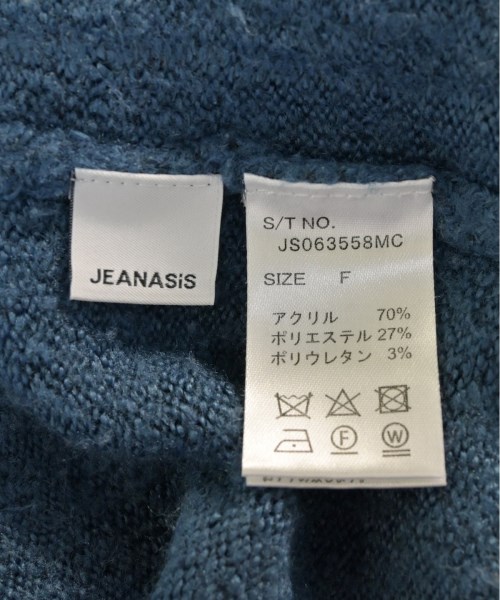 JEANASiS
S/T NO.
JS063558MC
SIZE F
アクリル 70%
ポリエステル 27%
ポリウレタン 3%
F
W